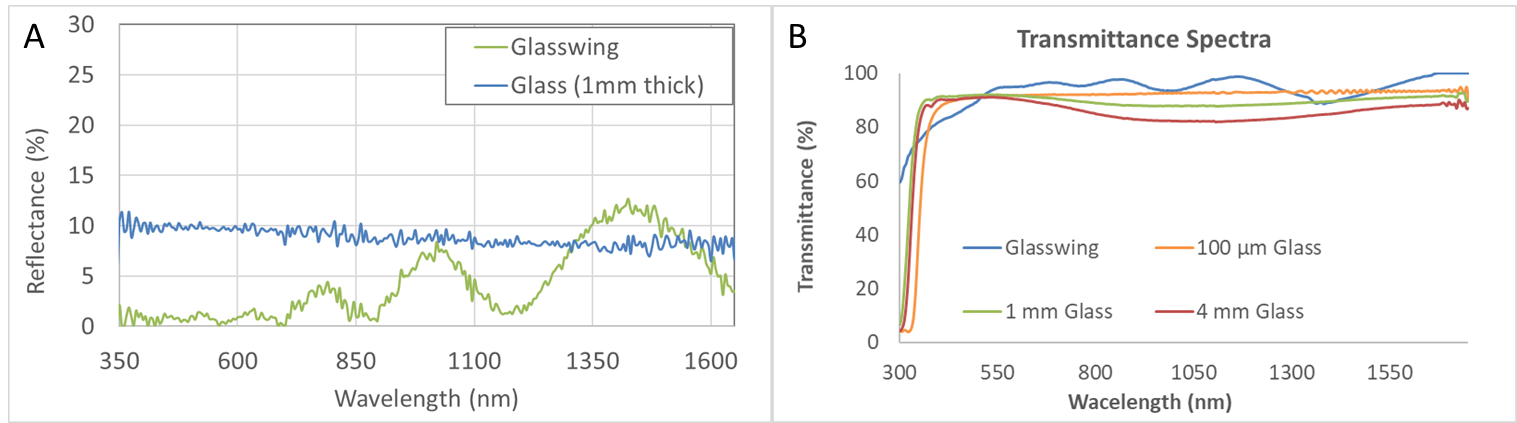 A
30
25
20
15
10
5
0
Reflectance (%)
Glasswing
Glass (1mm thick)
350 600 850 1100 1350 1600
Wavelength (nm)
B
Transmittance Spectra
100
80
60
40
20
0
Transmittance (%)
Glasswing 100 µm Glass
1 mm Glass 4 mm Glass
300 550 800 1050 1300 1550
Wacelength (nm)